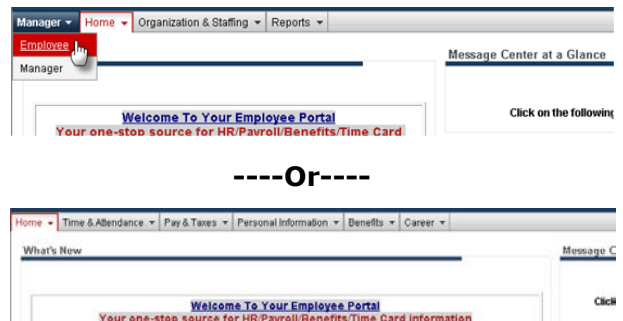 Manager Home Organization & Staffing Reports
Employee
Manager
Message Center at a Glance
Click on the following
Welcome To Your Employee Portal
Your one-stop source for HR/Payroll/Benefits/Time Card
----Or----
Home Time & Attendance Pay & Taxes Personal Information Benefits Career
What's New
Message C
Welcome To Your Employee Portal
Your one-stop source for HR/Payroll/Benefits/Time Card information